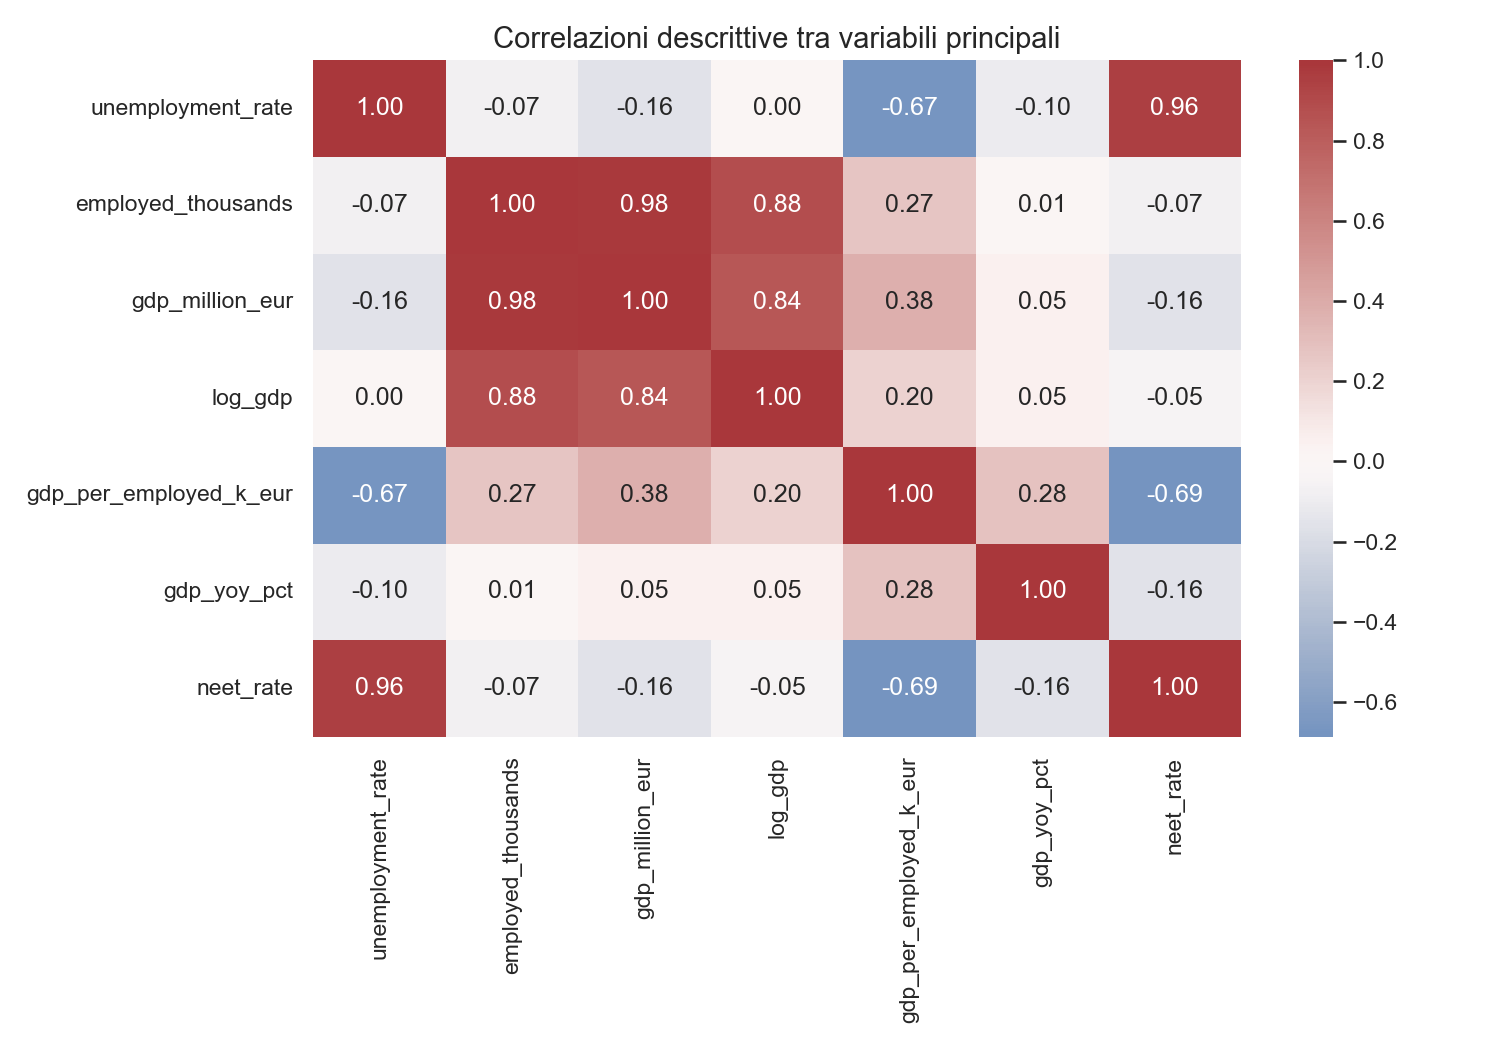 Correlazioni descrittive tra variabili principali
unemployment_rate 1.00 -0.07 -0.16 0.00 -0.67 -0.10 0.96
employed_thousands -0.07 1.00 0.98 0.88 0.27 0.01 -0.07
gdp_million_eur -0.16 0.98 1.00 0.84 0.38 0.05 -0.16
log_gdp 0.00 0.88 0.84 1.00 0.20 0.05 -0.05
gdp_per_employed_k_eur -0.67 0.27 0.38 0.20 1.00 0.28 -0.69
gdp_yoy_pct -0.10 0.01 0.05 0.05 0.28 1.00 -0.16
neet_rate 0.96 -0.07 -0.16 -0.05 -0.69 -0.16 1.00
unemployment_rate
employed_thousands
gdp_million_eur
log_gdp
gdp_per_employed_k_eur
gdp_yoy_pct
neet_rate
1.0
0.8
0.6
0.4
0.2
0.0
−0.2
−0.4
−0.6